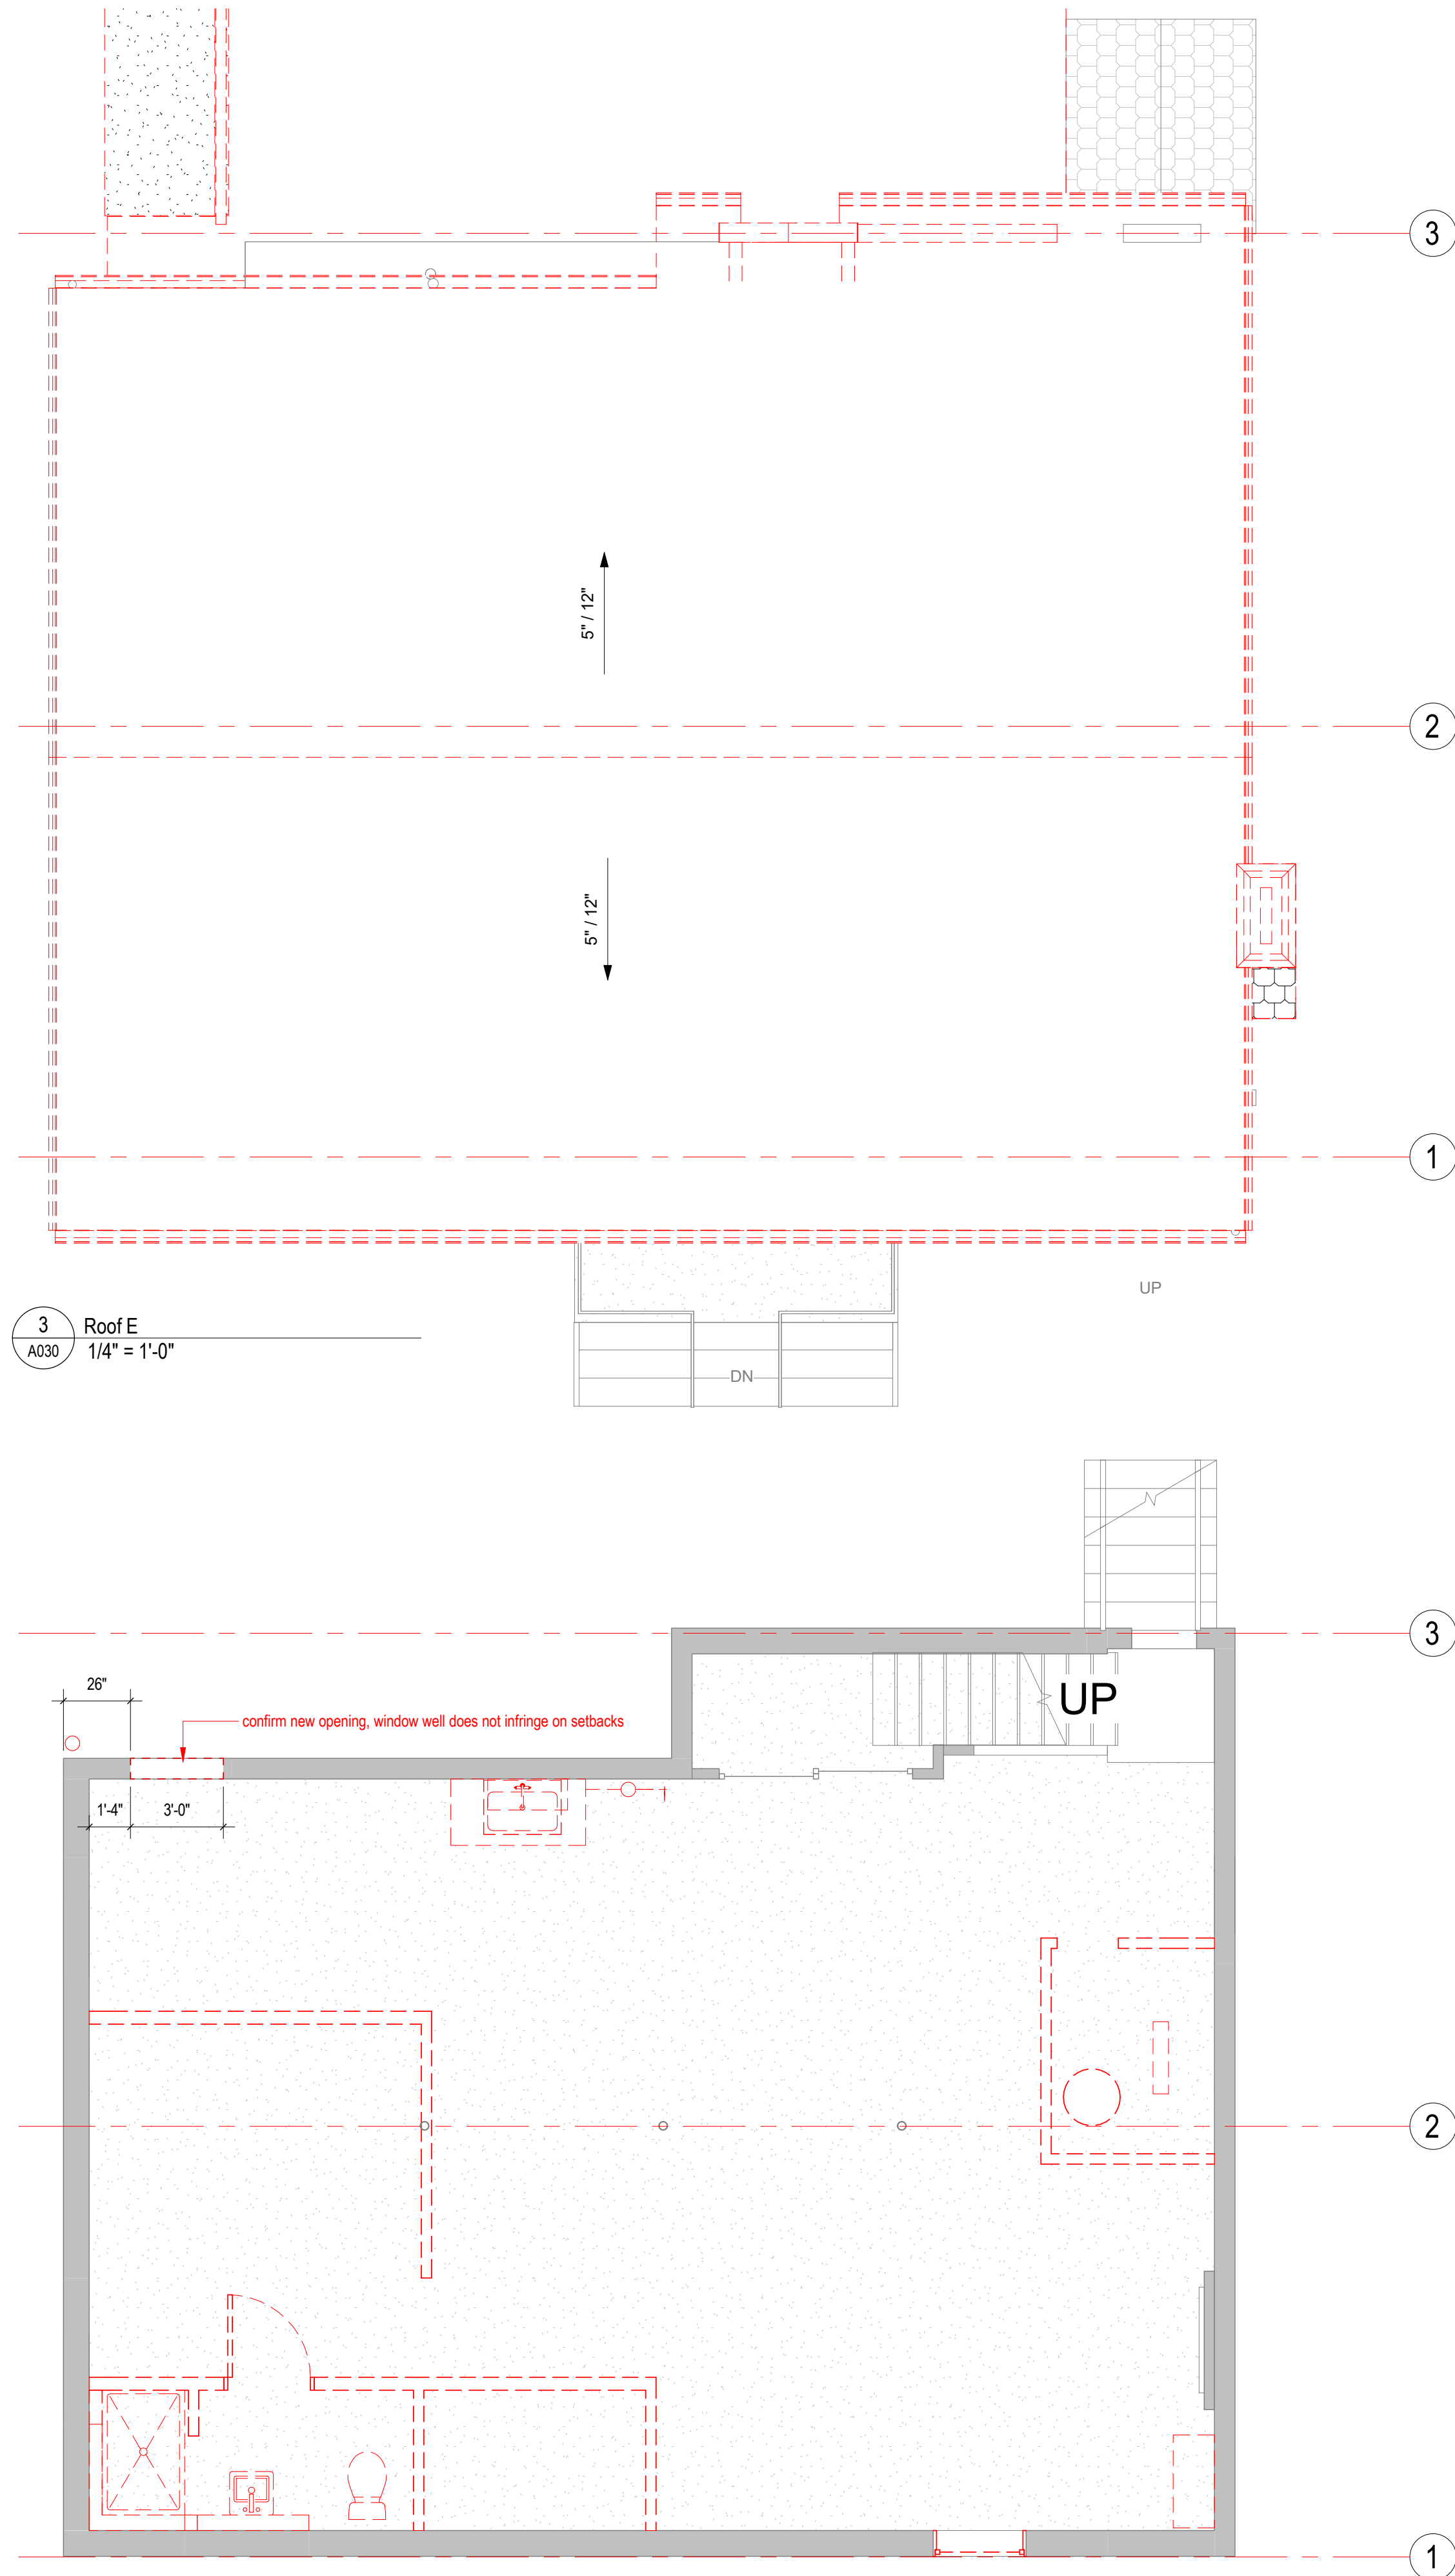 3
5" / 12"
2
5" / 12"
1
UP
3
Roof E
A030
1/4" = 1'-0"
DN
3
26"
UP
confirm new opening, window well does not infringe on setbacks
1'-4"
3'-0"
2
1